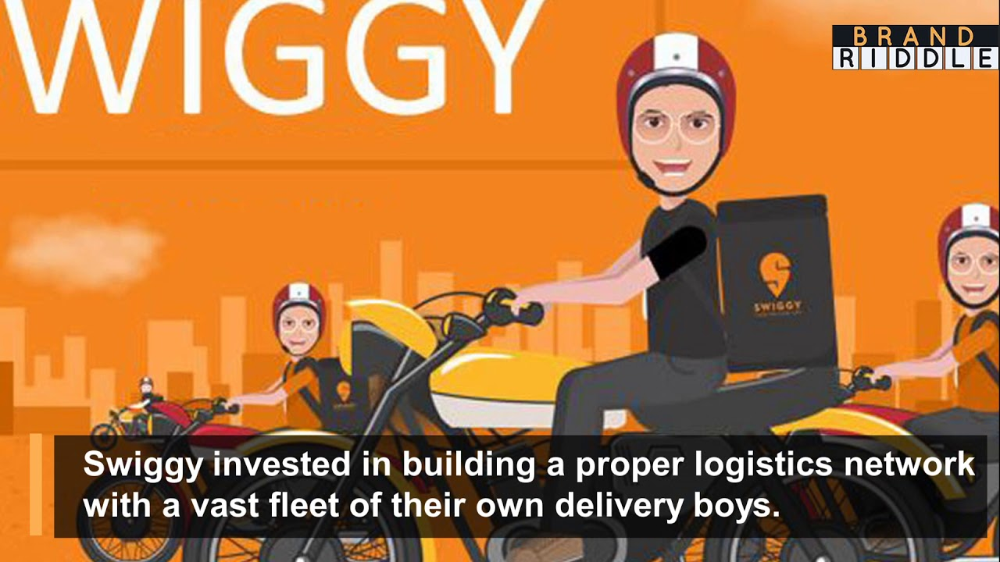 WIGGY
BRAND
RIDDLE
SWIGGY
Swiggy invested in building a proper logistics network
with a vast fleet of their own delivery boys.